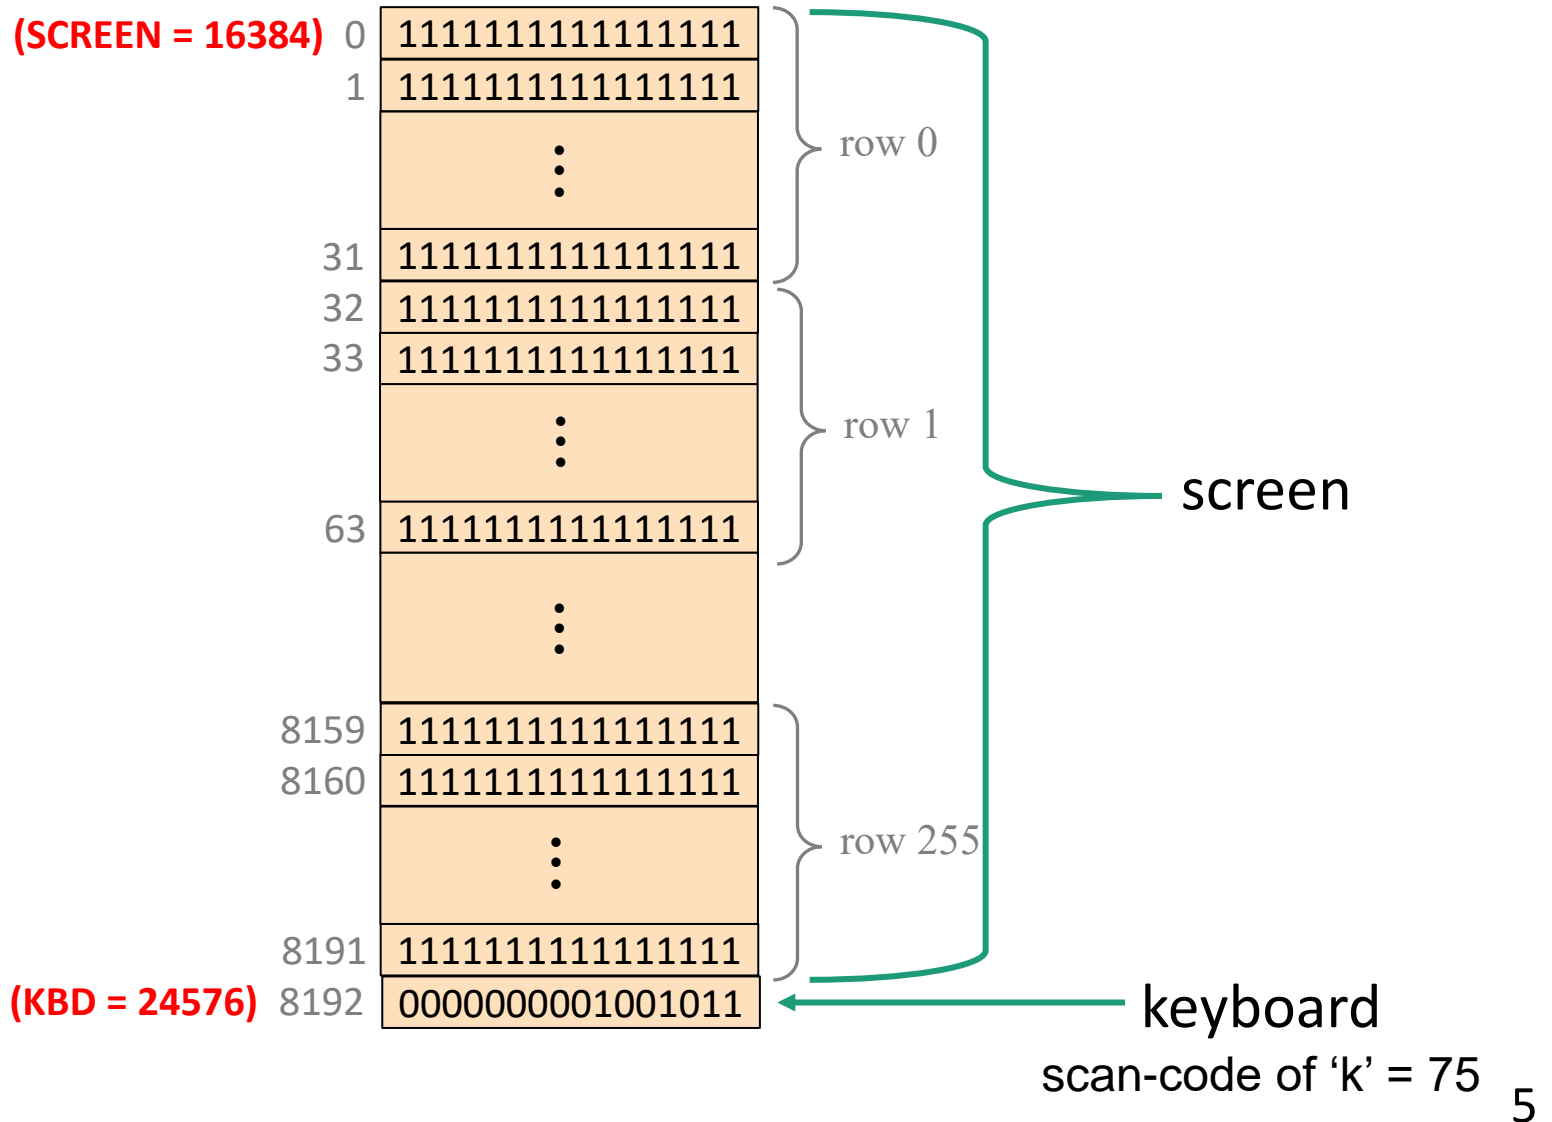 (SCREEN = 16384) 0 1111111111111111
1 1111111111111111
row 0
31 1111111111111111
32 1111111111111111
33 1111111111111111
row 1
screen
63 1111111111111111
8159 1111111111111111
8160 1111111111111111
row 255
8191 1111111111111111
(KBD = 24576) 8192 0000000001001011
keyboard
scan-code of ‘k’ = 75
5